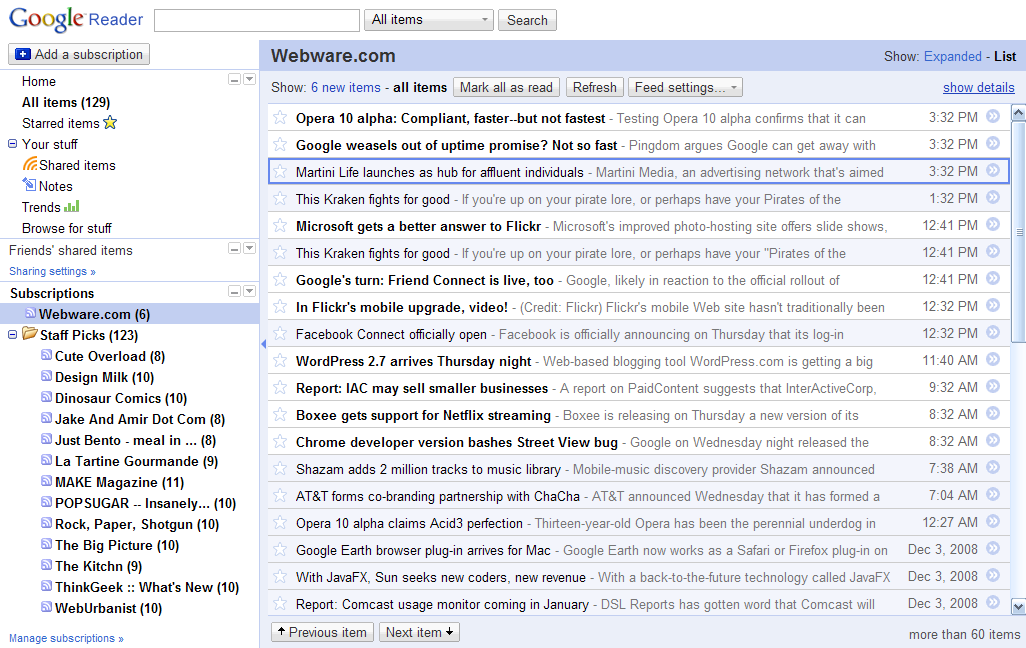 Google Reader
All items
Search
Add a subscription
Home
All items (129)
Starred items
Your stuff
Shared items
Notes
Trends
Browse for stuff
Friends' shared items
Sharing settings »
Subscriptions
Webware.com (6)
Staff Picks (123)
Cute Overload (8)
Design Milk (10)
Dinosaur Comics (10)
Jake And Amir Dot Com (8)
Just Bento - meal in ... (8)
La Tartine Gourmande (9)
MAKE Magazine (11)
POPSUGAR -- Insanely... (10)
Rock, Paper, Shotgun (10)
The Big Picture (10)
The Kitchn (9)
ThinkGeek :: What's New (10)
WebUrbanist (10)
Manage subscriptions »
Webware.com
Show: Expanded - List
Show: 6 new items - all items Mark all as read Refresh Feed settings... show details
Opera 10 alpha: Compliant, faster--but not fastest - Testing Opera 10 alpha confirms that it can 3:32 PM
Google weasels out of uptime promise? Not so fast - Pingdom argues Google can get away with 3:32 PM
Martini Life launches as hub for affluent individuals - Martini Media, an advertising network that's aimed 3:32 PM
This Kraken fights for good - If you're up on your pirate lore, or perhaps have your Pirates of the 1:32 PM
Microsoft gets a better answer to Flickr - Microsoft's improved photo-hosting site offers slide shows, 12:41 PM
This Kraken fights for good - If you're up on your pirate lore, or perhaps have your "Pirates of the 12:41 PM
Google's turn: Friend Connect is live, too - Google, likely in reaction to the official rollout of 12:41 PM
In Flickr's mobile upgrade, video! - (Credit: Flickr) Flickr's mobile Web site hasn't traditionally been 12:32 PM
Facebook Connect officially open - Facebook is officially announcing on Thursday that its log-in 12:32 PM
WordPress 2.7 arrives Thursday night - Web-based blogging tool WordPress.com is getting a big 11:40 AM
Report: IAC may sell smaller businesses - A report on PaidContent suggests that InterActiveCorp, 9:32 AM
Boxee gets support for Netflix streaming - Boxee is releasing on Thursday a new version of its 8:32 AM
Chrome developer version bashes Street View bug - Google on Wednesday night released the 8:32 AM
Shazam adds 2 million tracks to music library - Mobile-music discovery provider Shazam announced 7:38 AM
AT&T forms co-branding partnership with ChaCha - AT&T announced Wednesday that it has formed a 7:04 AM
Opera 10 alpha claims Acid3 perfection - Thirteen-year-old Opera has been the perennial underdog in 12:27 AM
Google Earth browser plug-in arrives for Mac - Google Earth now works as a Safari or Firefox plug-in on Dec 3, 2008
With JavaFX, Sun seeks new coders, new revenue - With a back-to-the-future technology called JavaFX Dec 3, 2008
Report: Comcast usage monitor coming in January - DSL Reports has gotten word that Comcast will Dec 3, 2008
Previous item Next item more than 60 items